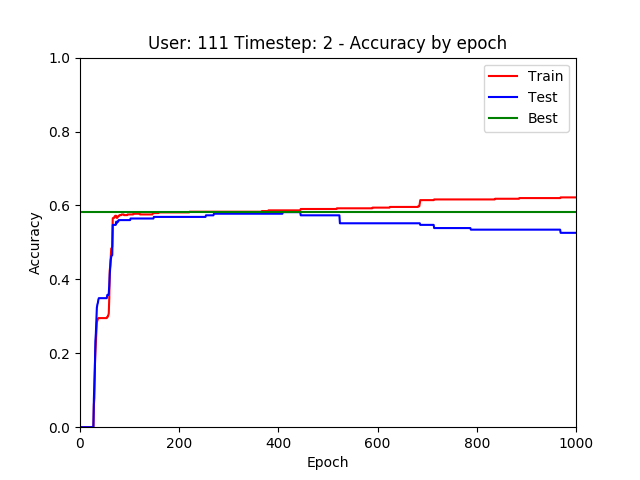 User: 111 Timestep: 2 - Accuracy by epoch
1.0
0.8
0.6
0.4
0.2
0.0
Accuracy
Train
Test
Best
0 200 400 600 800 1000
Epoch